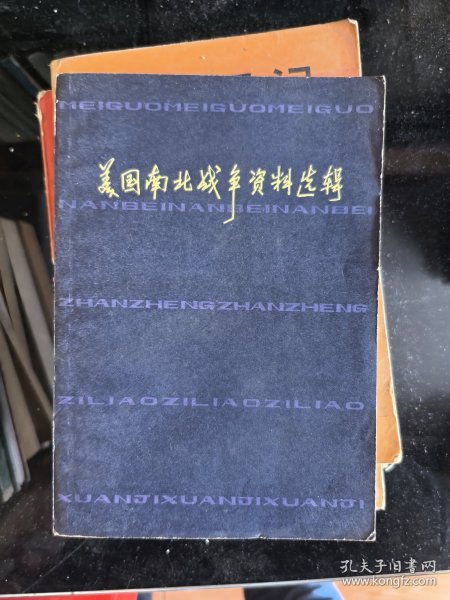 MEIGUOMEIGUOMEIGUO
美国南北战争资料选辑
NANBEINANBEINANBEI
ZHANZHENGZHANZHENG
ZILIAOZILIAOZILIAO
XUANJIXUANJIXUANJI
孔夫子旧书网
www.kongfz.com